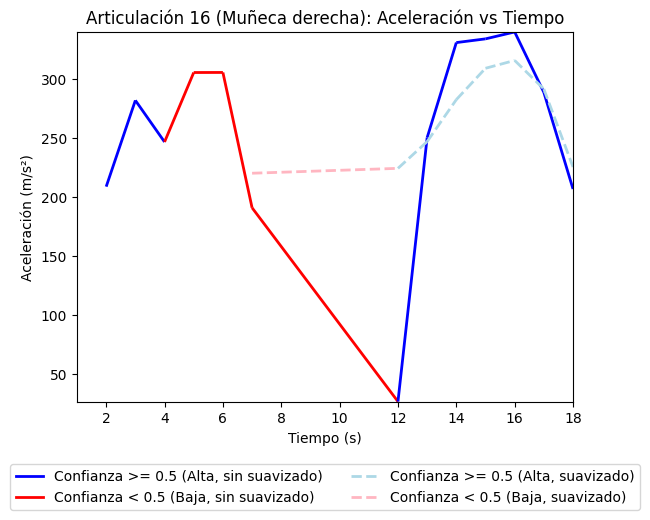 Articulación 16 (Muñeca derecha): Aceleración vs Tiempo
Aceleración (m/s²)
300
250
200
150
100
50
2 4 6 8 10 12 14 16 18
Tiempo (s)
Confianza >= 0.5 (Alta, sin suavizado) Confianza >= 0.5 (Alta, suavizado)
Confianza < 0.5 (Baja, sin suavizado) Confianza < 0.5 (Baja, suavizado)